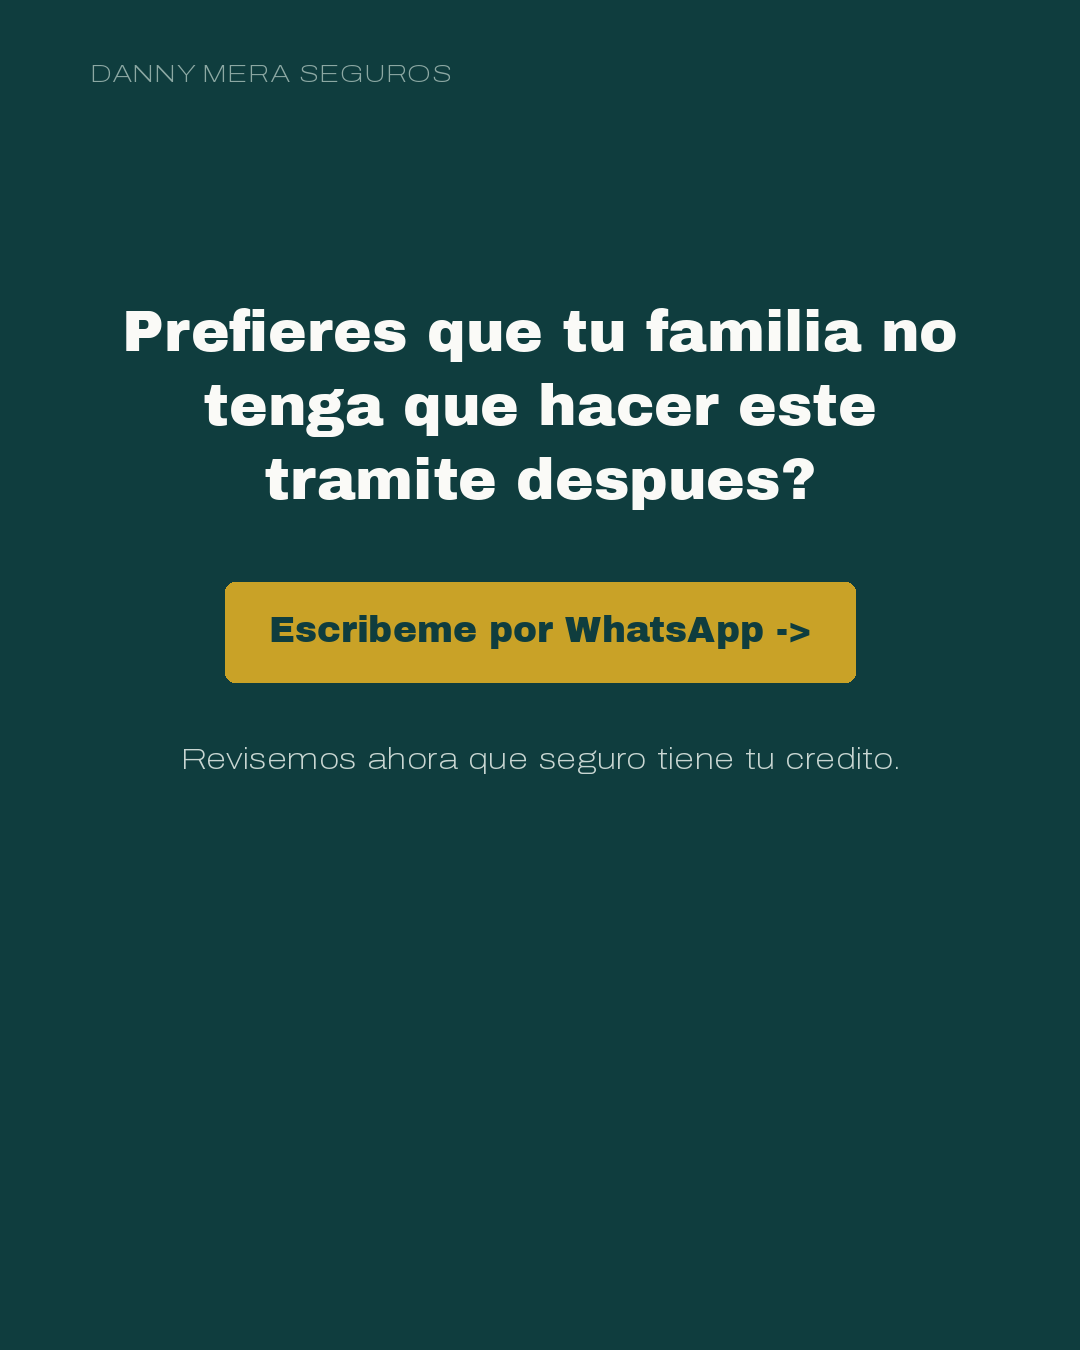 DANNY MERA SEGUROS
Prefieres que tu familia no
tenga que hacer este
tramite despues?
Escribeme por WhatsApp ->
Revisemos ahora que seguro tiene tu credito.